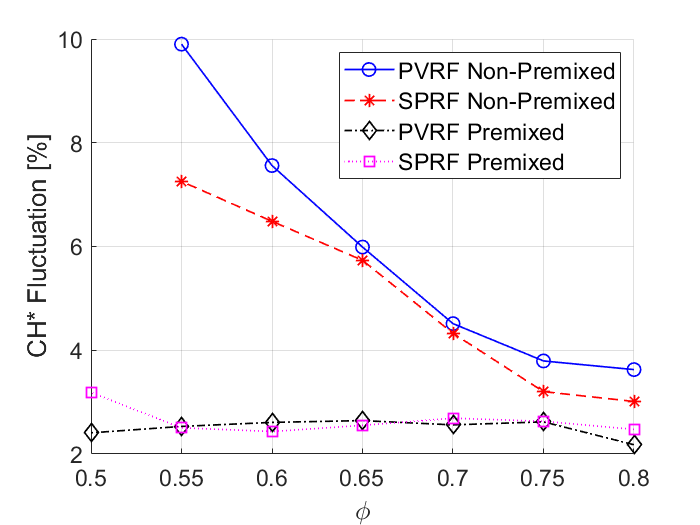 10
8
6
4
2
CH* Fluctuation [%]
PVRF Non-Premixed
SPRF Non-Premixed
PVRF Premixed
SPRF Premixed
0.5 0.55 0.6 0.65 0.7 0.75 0.8
ϕ